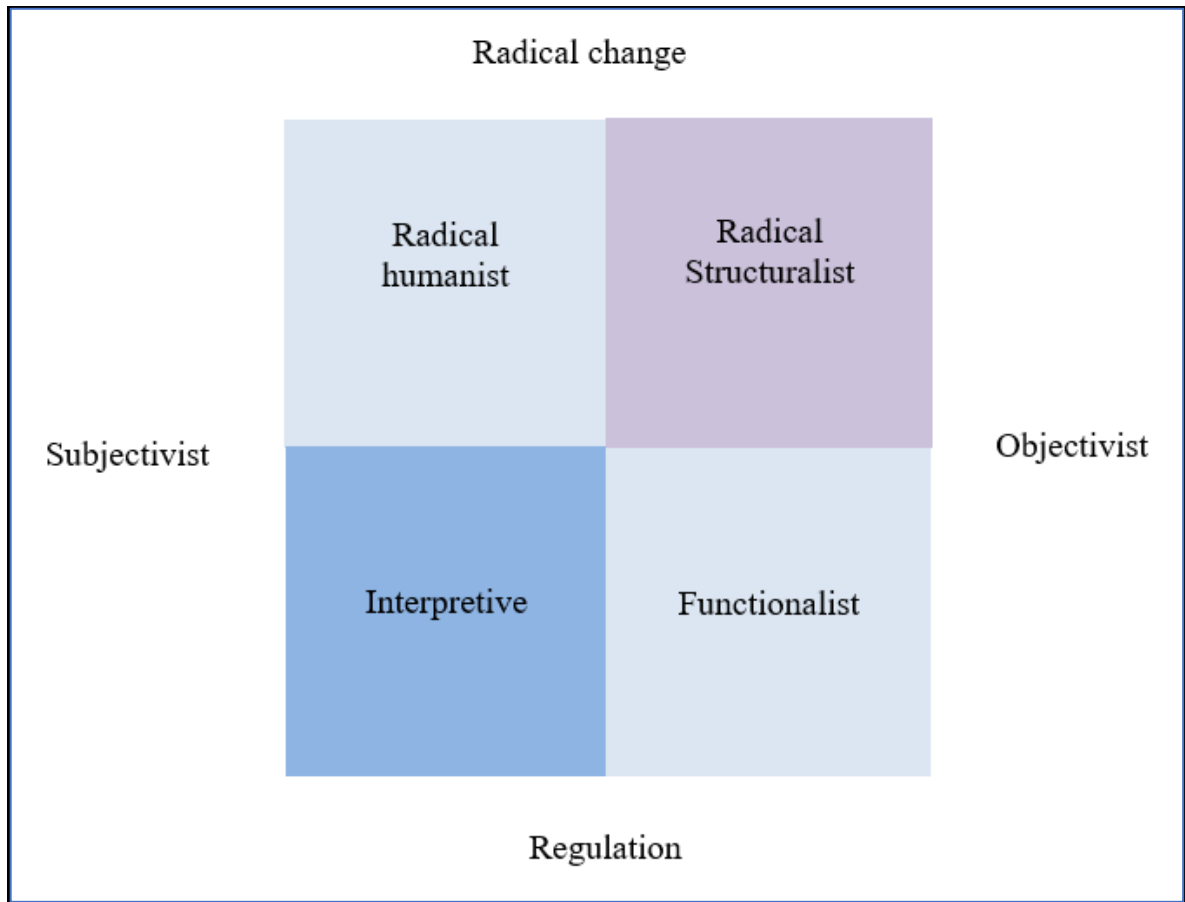 Radical change
Radical
humanist
Radical
Structuralist
Subjectivist
Objectivist
Interpretive
Functionalist
Regulation